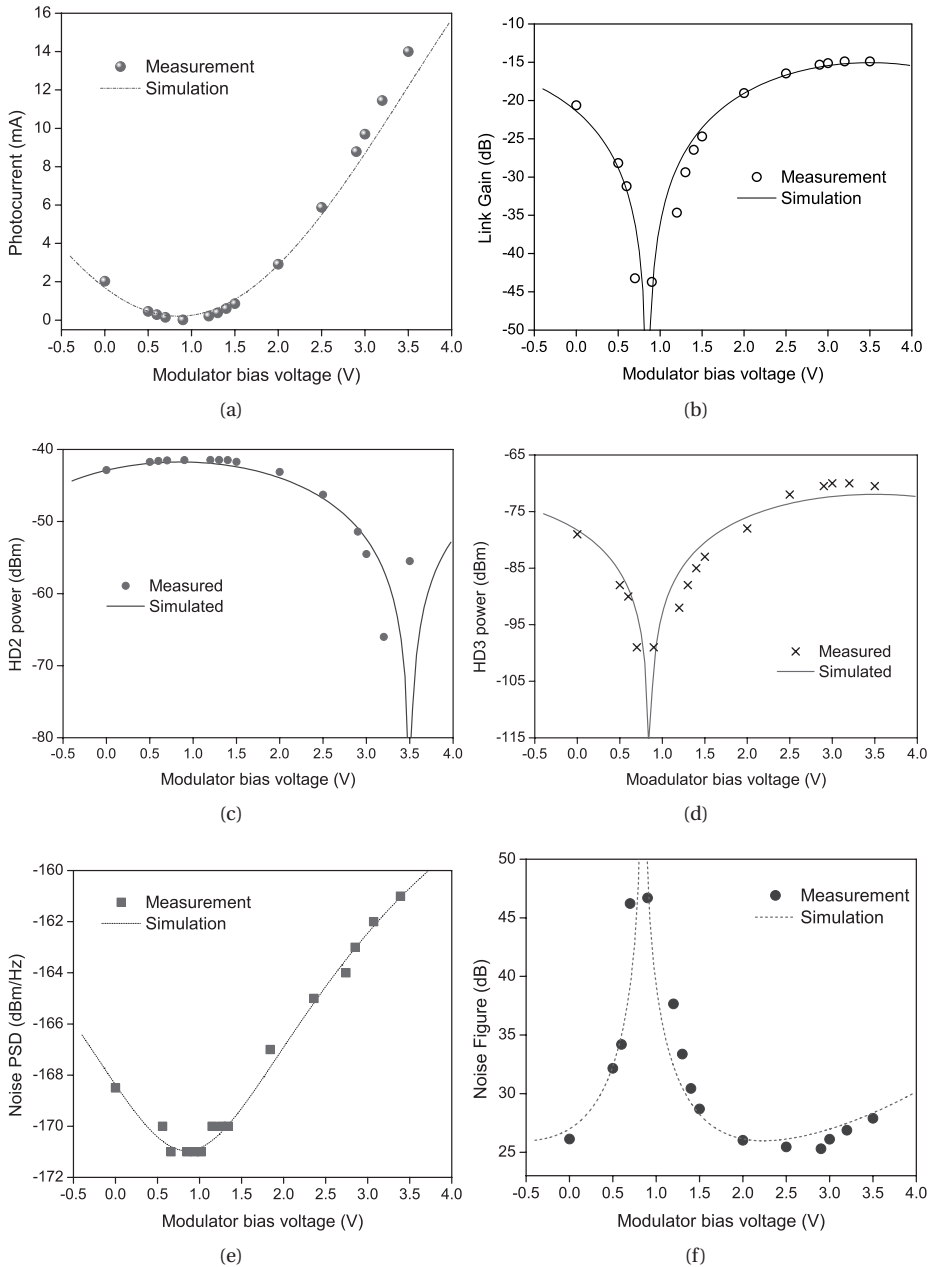 16
14
12
10
8
6
4
2
0
Photocurrent (mA)
Measurement
Simulation
-0.5 0.0 0.5 1.0 1.5 2.0 2.5 3.0 3.5 4.0
Modulator bias voltage (V)
(a)
-10
-15
-20
-25
-30
-35
-40
-45
-50
Link Gain (dB)
Measurement
Simulation
-0.5 0.0 0.5 1.0 1.5 2.0 2.5 3.0 3.5 4.0
Modulator bias voltage (V)
(b)
-40
-50
-60
-70
-80
HD2 power (dBm)
Measured
Simulated
-0.5 0.0 0.5 1.0 1.5 2.0 2.5 3.0 3.5 4.0
Modulator bias voltage (V)
(c)
-65
-75
-85
-95
-105
-115
HD3 power (dBm)
Measured
Simulated
-0.5 0.0 0.5 1.0 1.5 2.0 2.5 3.0 3.5 4.0
Moadulator bias voltage (V)
(d)
-160
-162
-164
-166
-168
-170
-172
Noise PSD (dBm/Hz)
Measurement
Simulation
-0.5 0.0 0.5 1.0 1.5 2.0 2.5 3.0 3.5 4.0
Modulator bias voltage (V)
(e)
50
45
40
35
30
25
Noise Figure (dB)
Measurement
Simulation
-0.5 0.0 0.5 1.0 1.5 2.0 2.5 3.0 3.5 4.0
Modulator bias voltage (V)
(f)